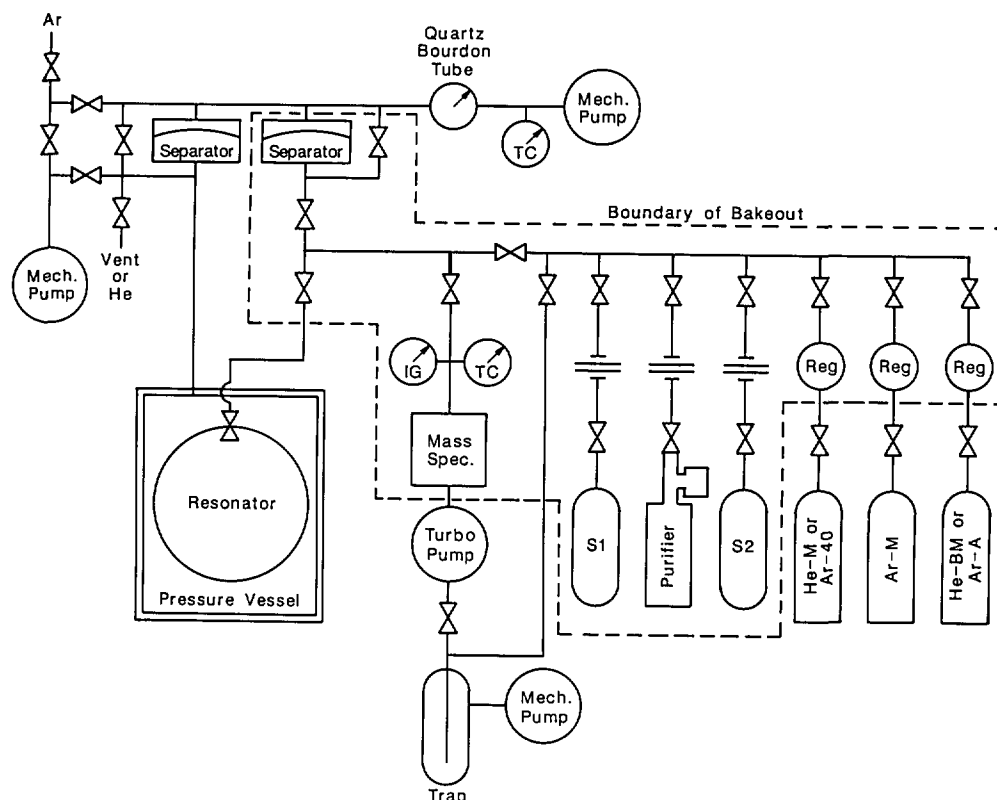 Ar
Quartz
Bourdon
Tube
Mech.
Pump
TC
Separator
Separator
Boundary of Bakeout
Vent
or
He
Mech.
Pump
IG
TC
Reg
Reg
Reg
Mass
Spec.
Resonator
Pressure Vessel
Turbo
Pump
S1
Purifier
S2
He-M or
Ar-40
Ar-M
He-BM or
Ar-A
Mech.
Pump
Trap